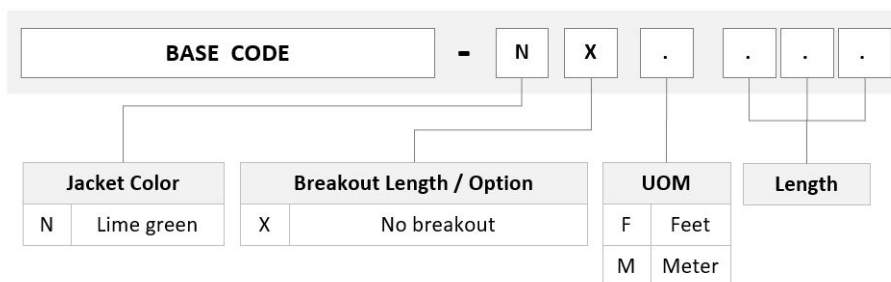 BASE CODE - N X . . . .
Jacket Color Breakout Length / Option UOM Length
N Lime green X No breakout F Feet
M Meter